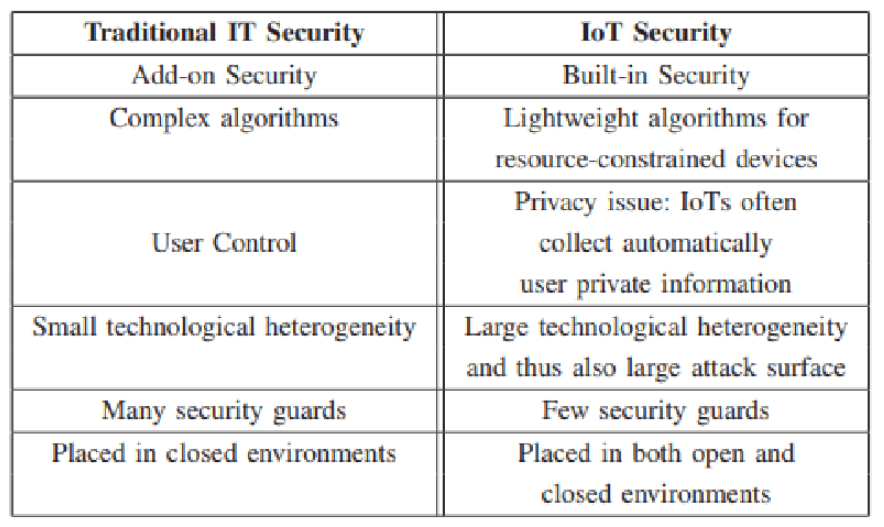 Traditional IT Security
IoT Security
Add-on Security
Built-in Security
Complex algorithms
Lightweight algorithms for
resource-constrained devices
User Control
Privacy issue: IoTs often
collect automatically
user private information
Small technological heterogeneity
Large technological heterogeneity
and thus also large attack surface
Many security guards
Few security guards
Placed in closed environments
Placed in both open and
closed environments